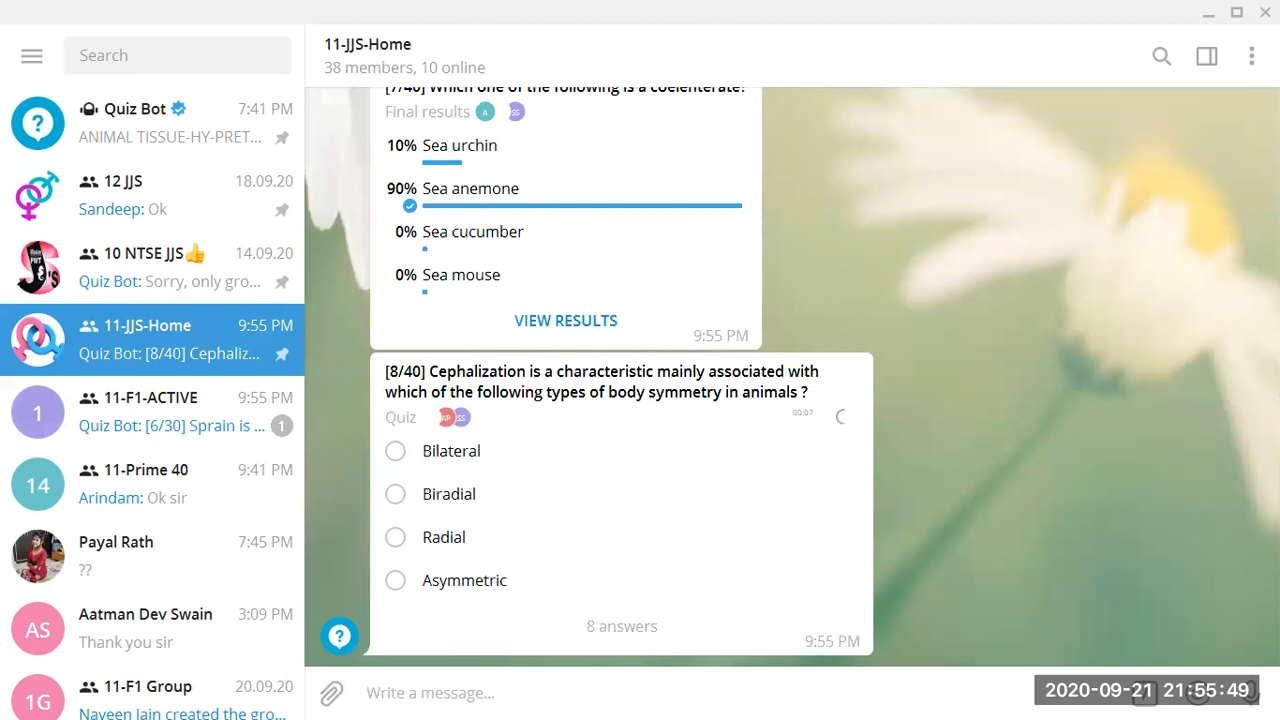 Search
Quiz Bot 7:41 PM
ANIMAL TISSUE-HY-PRET...
12 JJS 18.09.20
Sandeep: Ok
10 NTSE JJS👍 14.09.20
Quiz Bot: Sorry, only gro...
11-JJS-Home 9:55 PM
Quiz Bot: [8/40] Cephaliz...
1
11-F1-ACTIVE 9:55 PM
Quiz Bot: [6/30] Sprain is ... 1
14
11-Prime 40 9:41 PM
Arindam: Ok sir
Payal Rath 7:45 PM
??
AS
Aatman Dev Swain 3:09 PM
Thank you sir
1G
11-F1 Group 20.09.20
Naveen Jain created the gro...
11-JJS-Home
38 members, 10 online
[7/40] Which one of the following is a coelenterate?
Final results A SS
10% Sea urchin
90% Sea anemone
0% Sea cucumber
0% Sea mouse
VIEW RESULTS
9:55 PM
[8/40] Cephalization is a characteristic mainly associated with
which of the following types of body symmetry in animals ?
Quiz AP SS 00:07
Bilateral
Biradial
Radial
Asymmetric
8 answers
9:55 PM
Write a message...
2020-09-21 21:55:49